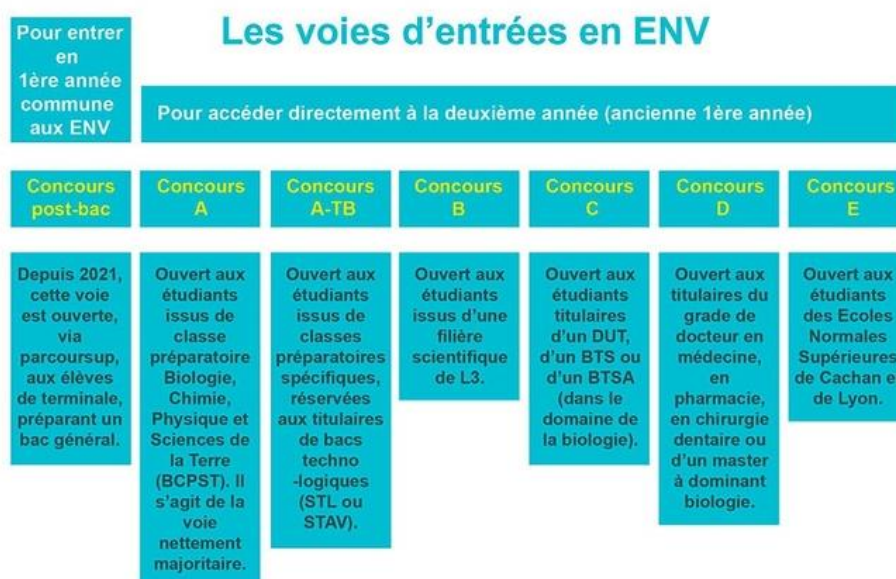 Pour entrer
en
1ère année
commune
aux ENV
Les voies d'entrées en ENV
Pour accéder directement à la deuxième année (ancienne 1ère année)
Concours
post-bac
Concours
A
Concours
A-TB
Concours
B
Concours
C
Concours
D
Concours
E
Depuis 2021,
cette voie
est ouverte,
via
parcoursup,
aux élèves
de terminale,
préparant un
bac général.
Ouvert aux
étudiants
issus de
classe
préparatoire
Biologie,
Chimie,
Physique et
Sciences de
la Terre
(BCPST). Il
s'agit de la
voie
nettement
majoritaire.
Ouvert aux
étudiants
issus de
classes
préparatoires
spécifiques,
réservées
aux titulaires
de bacs
techno
-logiques
(STL ou
STAV).
Ouvert aux
étudiants
issus d'une
filière
scientifique
de L3.
Ouvert aux
étudiants
titulaires
d'un DUT,
d'un BTS ou
d'un BTSA
(dans le
domaine de
la biologie).
Ouvert aux
titulaires du
grade de
docteur en
médecine,
en
pharmacie,
en chirurgie
dentaire ou
d'un master
à dominant
biologie.
Ouvert aux
étudiants
des Ecoles
Normales
Supérieures
de Cachan e
de Lyon.